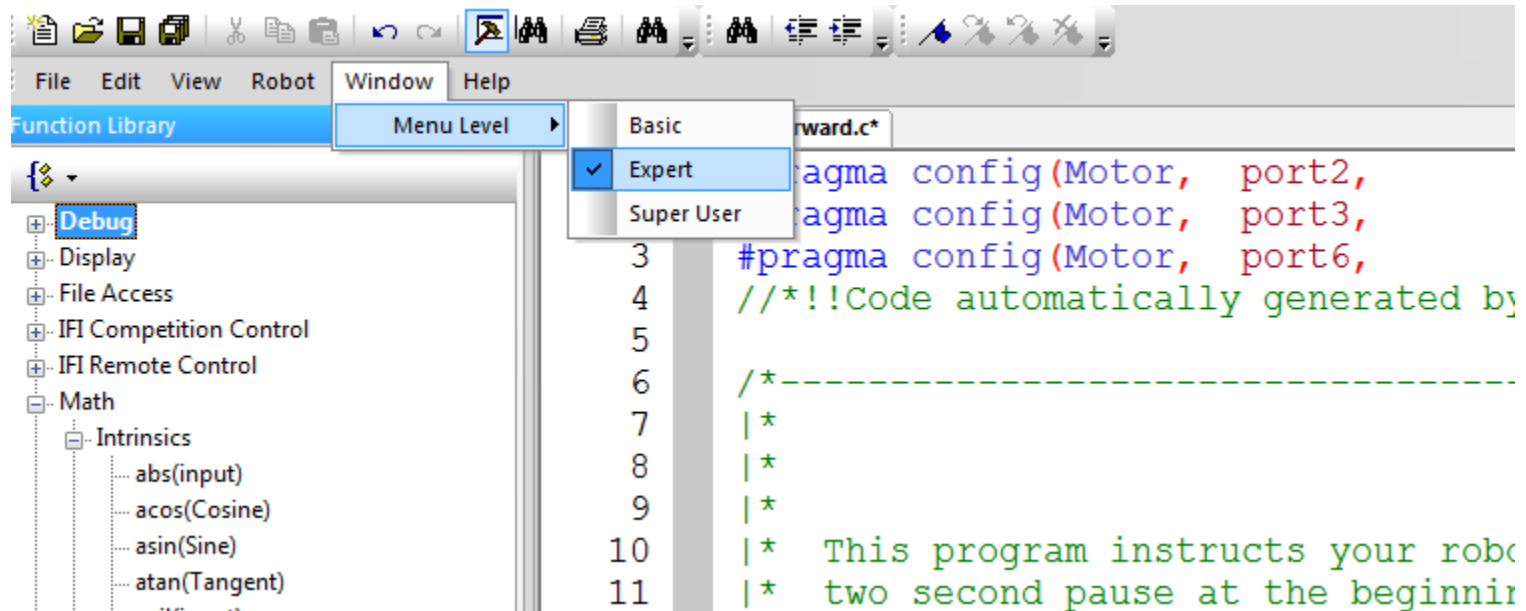 File Edit View Robot Window Help
Function Library
Menu Level
Basic
Expert
Super User
rward.c*
Debug
Display
File Access
IFI Competition Control
IFI Remote Control
Math
Intrinsics
abs(input)
acos(Cosine)
asin(Sine)
atan(Tangent)
ragma config(Motor, port2,
ragma config(Motor, port3,
3 #pragma config(Motor, port6,
4 //*!!Code automatically generated by
5
6 /*-----------------------------------
7 |*
8 |*
9 |*
10 |* This program instructs your robo
11 |* two second pause at the beginnin